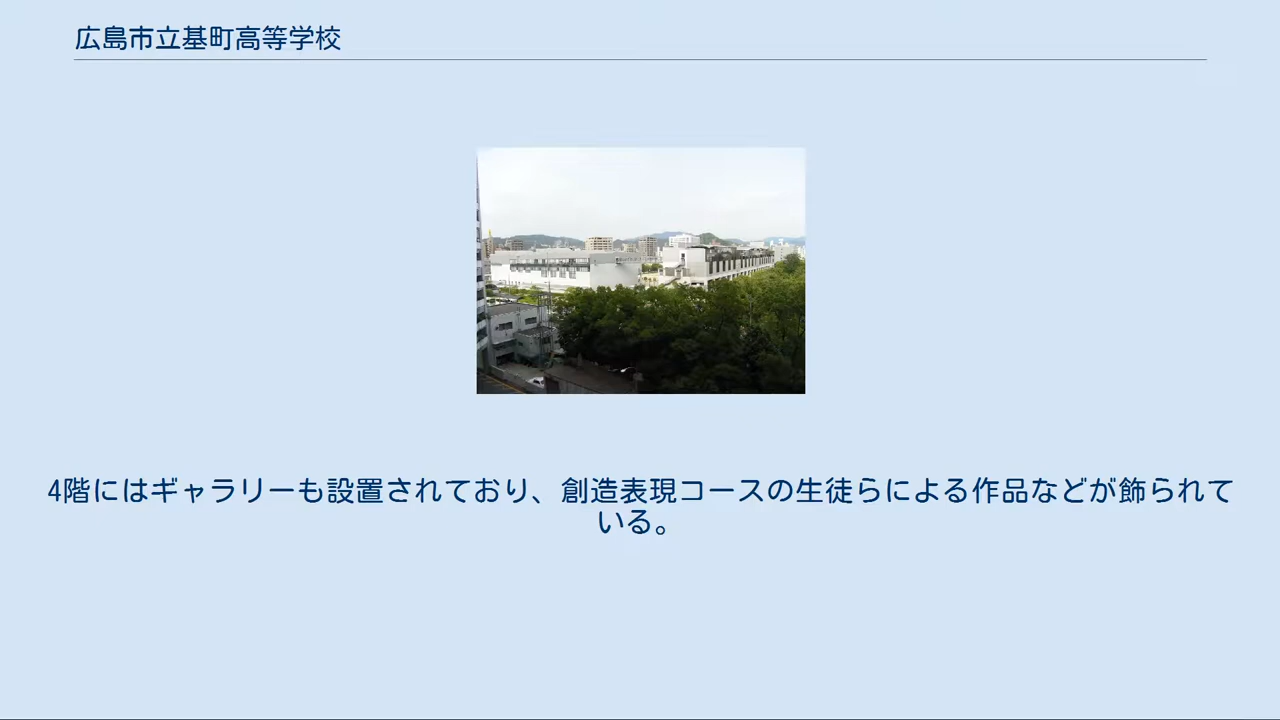 広島市立基町高等学校
4階にはギャラリーも設置されており、創造表現コースの生徒らによる作品などが飾られて
いる。